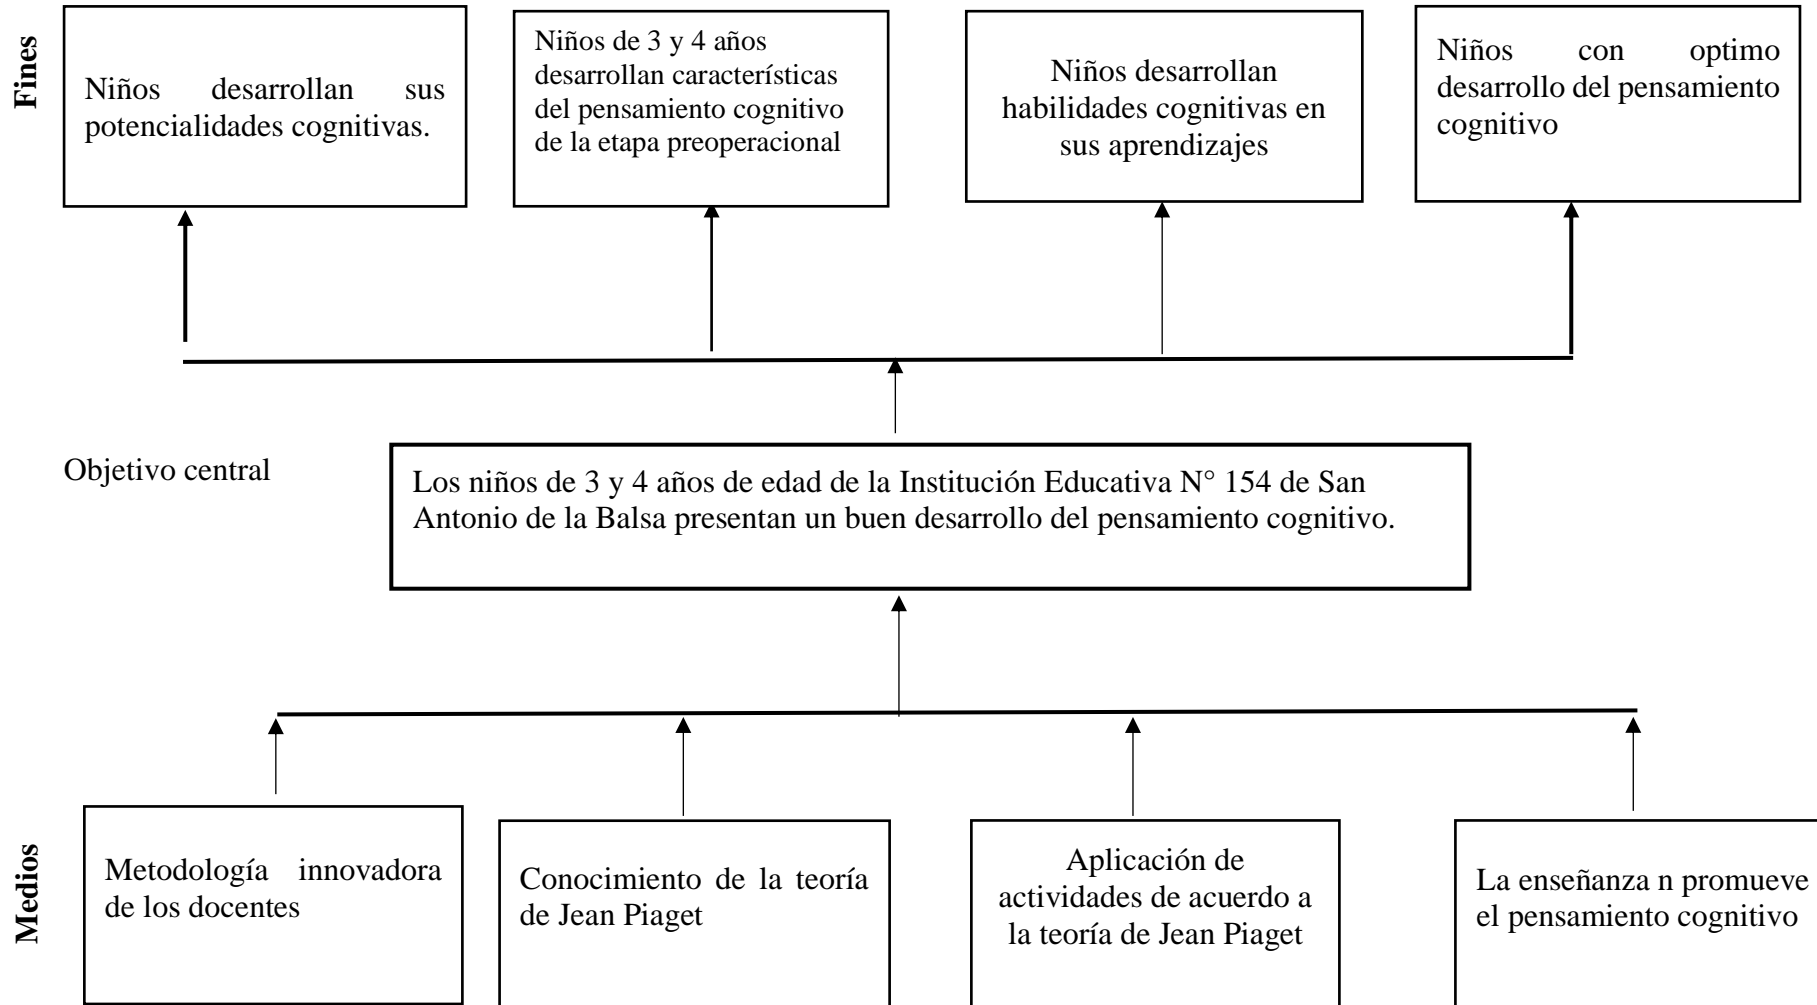 Fines
Niños desarrollan sus
potencialidades cognitivas.
Niños de 3 y 4 años
desarrollan características
del pensamiento cognitivo
de la etapa preoperacional
Niños desarrollan
habilidades cognitivas en
sus aprendizajes
Niños con optimo
desarrollo del pensamiento
cognitivo
Objetivo central
Los niños de 3 y 4 años de edad de la Institución Educativa N° 154 de San
Antonio de la Balsa presentan un buen desarrollo del pensamiento cognitivo.
Medios
Metodología innovadora
de los docentes
Conocimiento de la teoría
de Jean Piaget
Aplicación de
actividades de acuerdo a
la teoría de Jean Piaget
La enseñanza n promueve
el pensamiento cognitivo